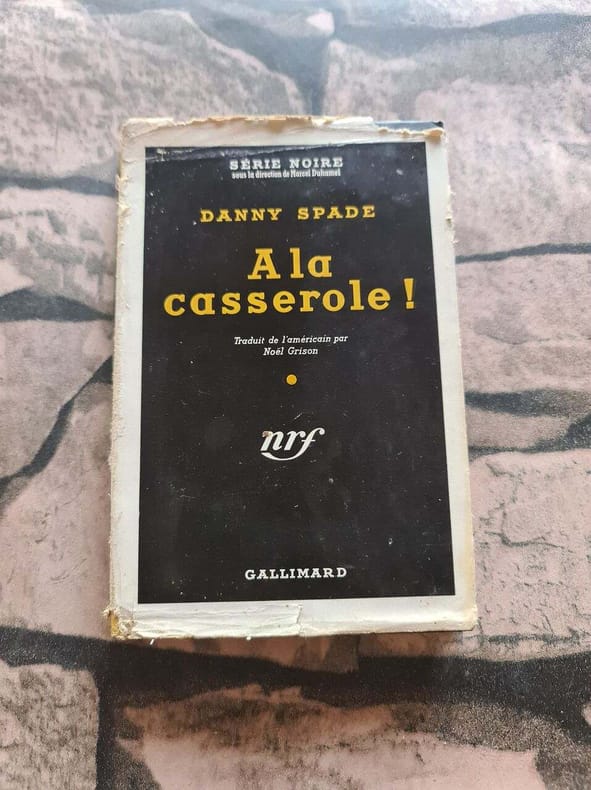 SÉRIE NOIRE
sous la direction de Marcel Duhamel
DANNY SPADE
A la
casserole !
Traduit de l'américain par
Noël Grison
nrf
GALLIMARD